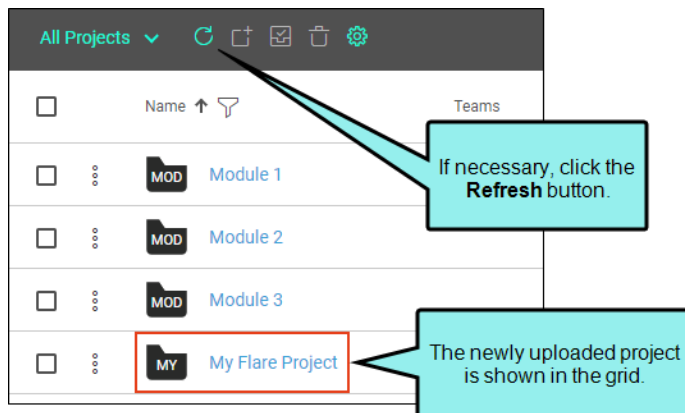 All Projects
Name
Teams
If necessary, click the
Refresh button.
MOD Module 1
MOD Module 2
MOD Module 3
MY My Flare Project
The newly uploaded project
is shown in the grid.